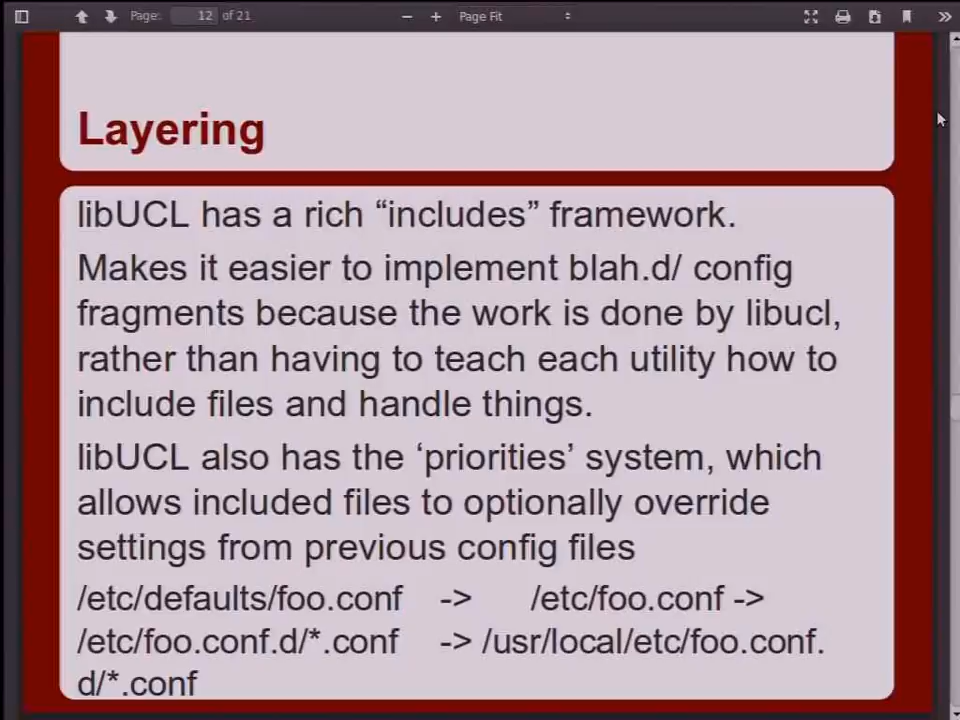 Page: 12 of 21 Page Fit
Layering
libUCL has a rich “includes” framework.
Makes it easier to implement blah.d/ config
fragments because the work is done by libucl,
rather than having to teach each utility how to
include files and handle things.
libUCL also has the ‘priorities’ system, which
allows included files to optionally override
settings from previous config files
/etc/defaults/foo.conf -> /etc/foo.conf ->
/etc/foo.conf.d/*.conf -> /usr/local/etc/foo.conf.
d/*.conf